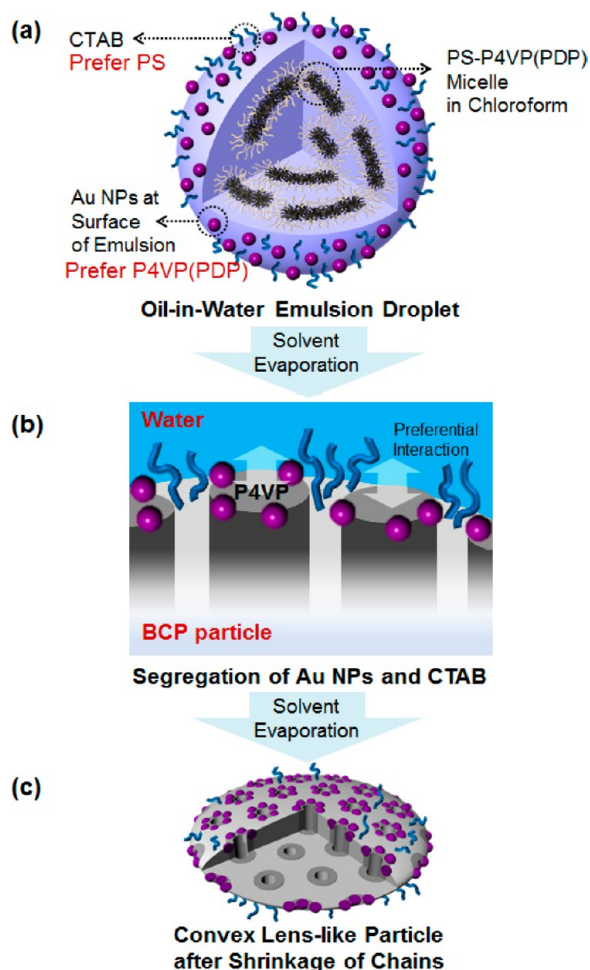 (a)
CTAB
Prefer PS
PS-P4VP(PDP)
Micelle
in Chloroform
Au NPs at
Surface
of Emulsion
Prefer P4VP(PDP)
Oil-in-Water Emulsion Droplet
Solvent
Evaporation
(b)
Water
Preferential
Interaction
P4VP
BCP particle
Segregation of Au NPs and CTAB
Solvent
Evaporation
(c)
Convex Lens-like Particle
after Shrinkage of Chains